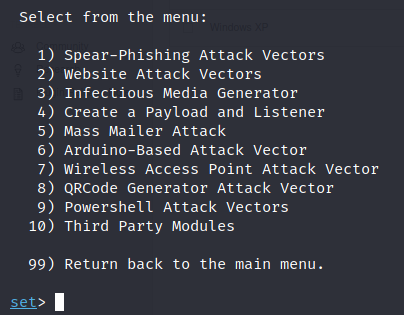 Select from the menu:
1) Spear-Phishing Attack Vectors
2) Website Attack Vectors
3) Infectious Media Generator
4) Create a Payload and Listener
5) Mass Mailer Attack
6) Arduino-Based Attack Vector
7) Wireless Access Point Attack Vector
8) QRCode Generator Attack Vector
9) Powershell Attack Vectors
10) Third Party Modules
99) Return back to the main menu.
set>